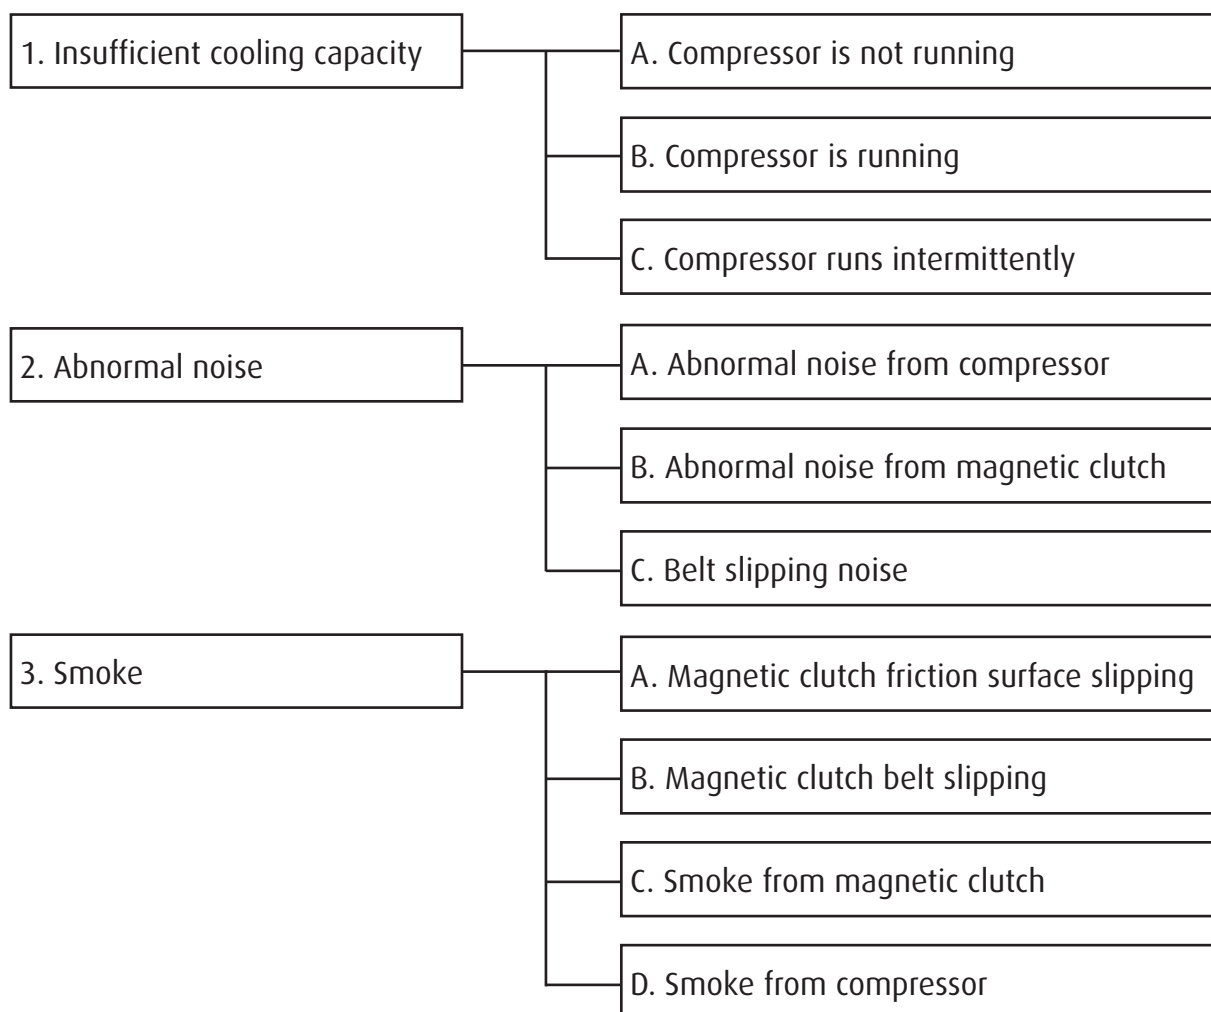 1. Insufficient cooling capacity
A. Compressor is not running
B. Compressor is running
C. Compressor runs intermittently
2. Abnormal noise
A. Abnormal noise from compressor
B. Abnormal noise from magnetic clutch
C. Belt slipping noise
3. Smoke
A. Magnetic clutch friction surface slipping
B. Magnetic clutch belt slipping
C. Smoke from magnetic clutch
D. Smoke from compressor